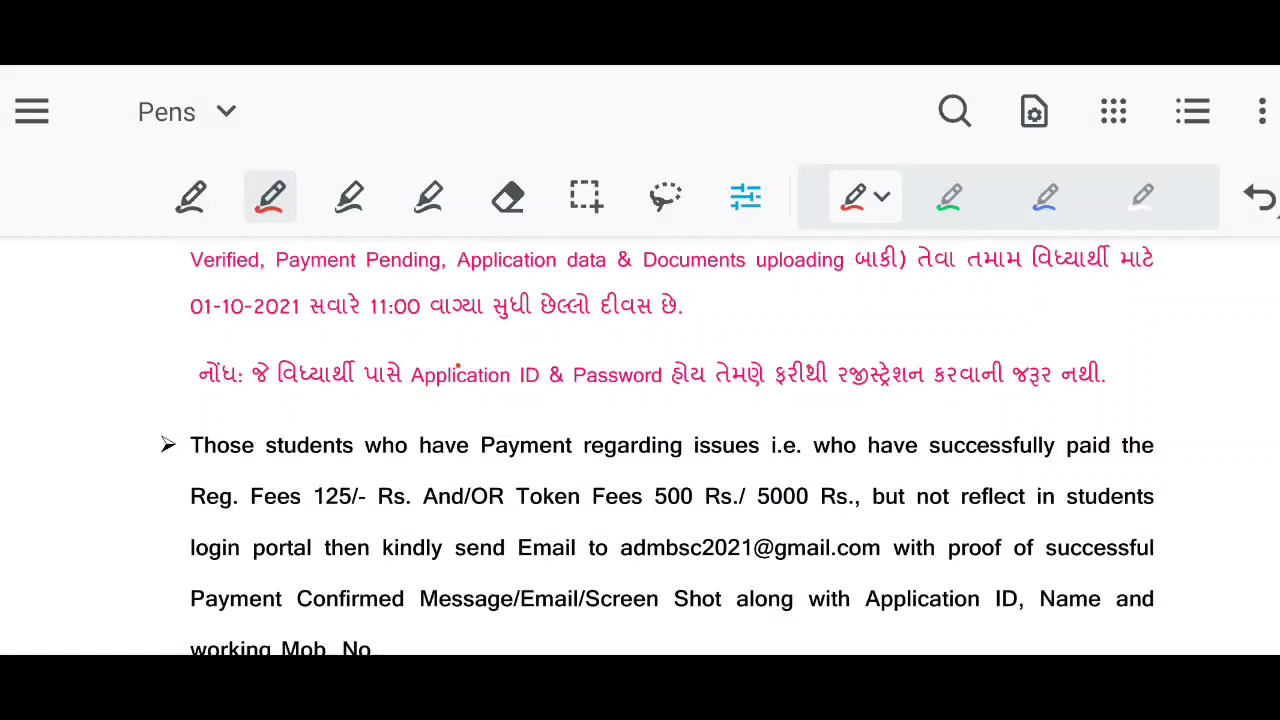 Pens
Verified, Payment Pending, Application data & Documents uploading બાકી) તેવા તમામ વિધ્યાર્થી માટે
01-10-2021 સવારે 11:00 વાગ્યા સુધી છેલ્લો દીવસ છે.
નોંધ: જે વિધ્યાર્થી પાસે Application ID & Password હોય તેમણે ફરીથી રજીસ્ટ્રેશન કરવાની જરૂર નથી.
➢ Those students who have Payment regarding issues i.e. who have successfully paid the
Reg. Fees 125/- Rs. And/OR Token Fees 500 Rs./ 5000 Rs., but not reflect in students
login portal then kindly send Email to admbsc2021@gmail.com with proof of successful
Payment Confirmed Message/Email/Screen Shot along with Application ID, Name and
working Mob. No